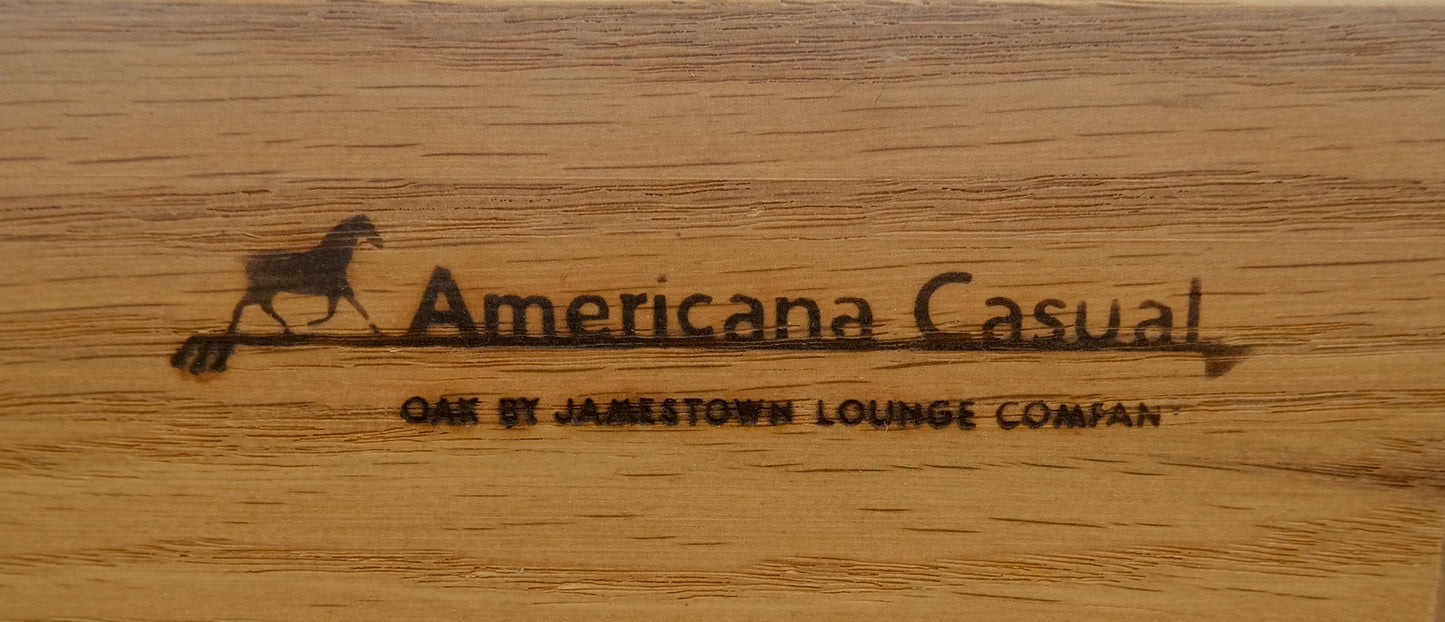 Americana Casual
OAK BY JAMESTOWN LOUNGE COMPAN